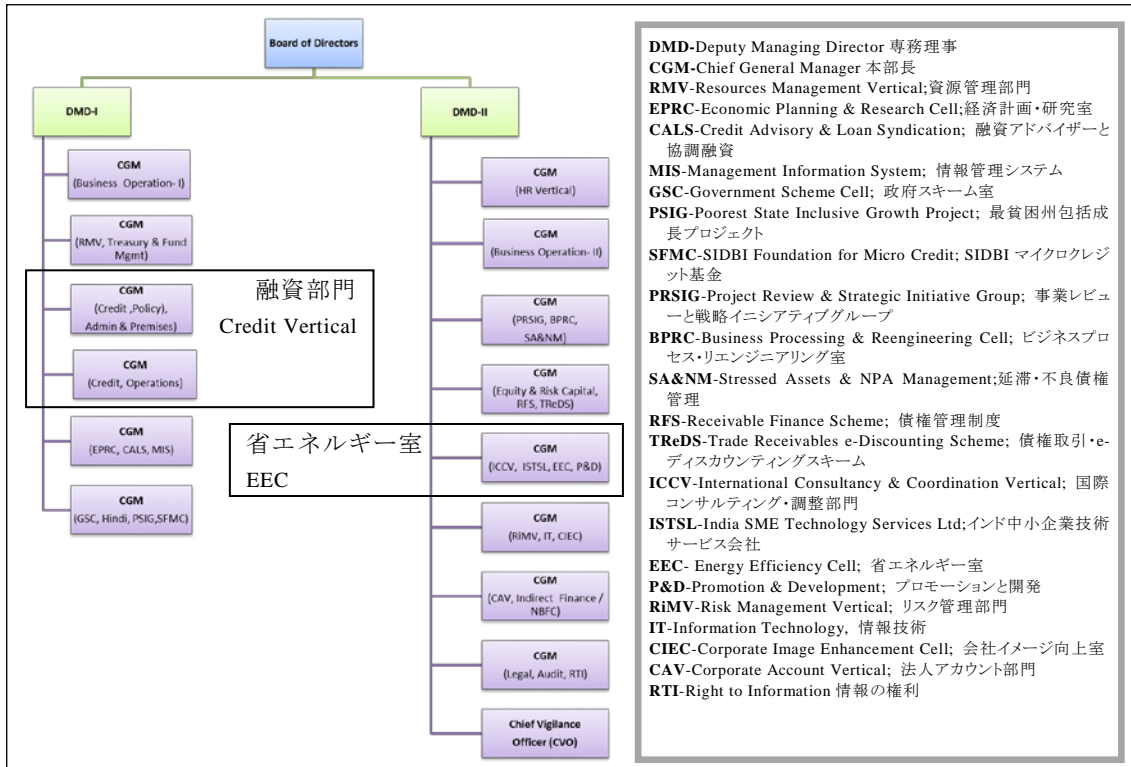 Board of Directors
DMD-I
DMD-II
CGM
(Business Operation- I)
CGM
(RMV, Treasury & Fund
Mgmt)
融資部門
Credit Vertical
CGM
(Credit ,Policy),
Admin & Premises)
CGM
(Credit, Operations)
CGM
(EPRC, CALS, MIS)
CGM
(GSC, Hindi, PSIG,SFMC)
CGM
(HR Vertical)
CGM
(Business Operation- II)
CGM
(PRSIG, BPRC,
SA&NM)
CGM
(Equity & Risk Capital,
RFS, TReDS)
省エネルギー室
EEC
CGM
(ICCV, ISTSL, EEC, P&D)
CGM
(RiMV, IT, CIEC)
CGM
(CAV, Indirect Finance /
NBFC)
CGM
(Legal, Audit, RTI)
Chief Vigilance
Officer (CVO)
DMD-Deputy Managing Director 専務理事
CGM-Chief General Manager 本部長
RMV-Resources Management Vertical;資源管理部門
EPRC-Economic Planning & Research Cell;経済計画・研究室
CALS-Credit Advisory & Loan Syndication; 融資アドバイザーと
協調融資
MIS-Management Information System; 情報管理システム
GSC-Government Scheme Cell; 政府スキーム室
PSIG-Poorest State Inclusive Growth Project; 最貧困州包括成
長プロジェクト
SFMC-SIDBI Foundation for Micro Credit; SIDBI マイクロクレジ
ット基金
PRSIG-Project Review & Strategic Initiative Group; 事業レビュ
ーと戦略イニシアティブグループ
BPRC-Business Processing & Reengineering Cell; ビジネスプロ
セス・リエンジニアリング室
SA&NM-Stressed Assets & NPA Management;延滞・不良債権
管理
RFS-Receivable Finance Scheme; 債権管理制度
TReDS-Trade Receivables e-Discounting Scheme; 債権取引・e-
ディスカウンティングスキーム
ICCV-International Consultancy & Coordination Vertical; 国際
コンサルティング・調整部門
ISTSL-India SME Technology Services Ltd;インド中小企業技術
サービス会社
EEC- Energy Efficiency Cell; 省エネルギー室
P&D-Promotion & Development; プロモーションと開発
RiMV-Risk Management Vertical; リスク管理部門
IT-Information Technology, 情報技術
CIEC-Corporate Image Enhancement Cell; 会社イメージ向上室
CAV-Corporate Account Vertical; 法人アカウント部門
RTI-Right to Information 情報の権利